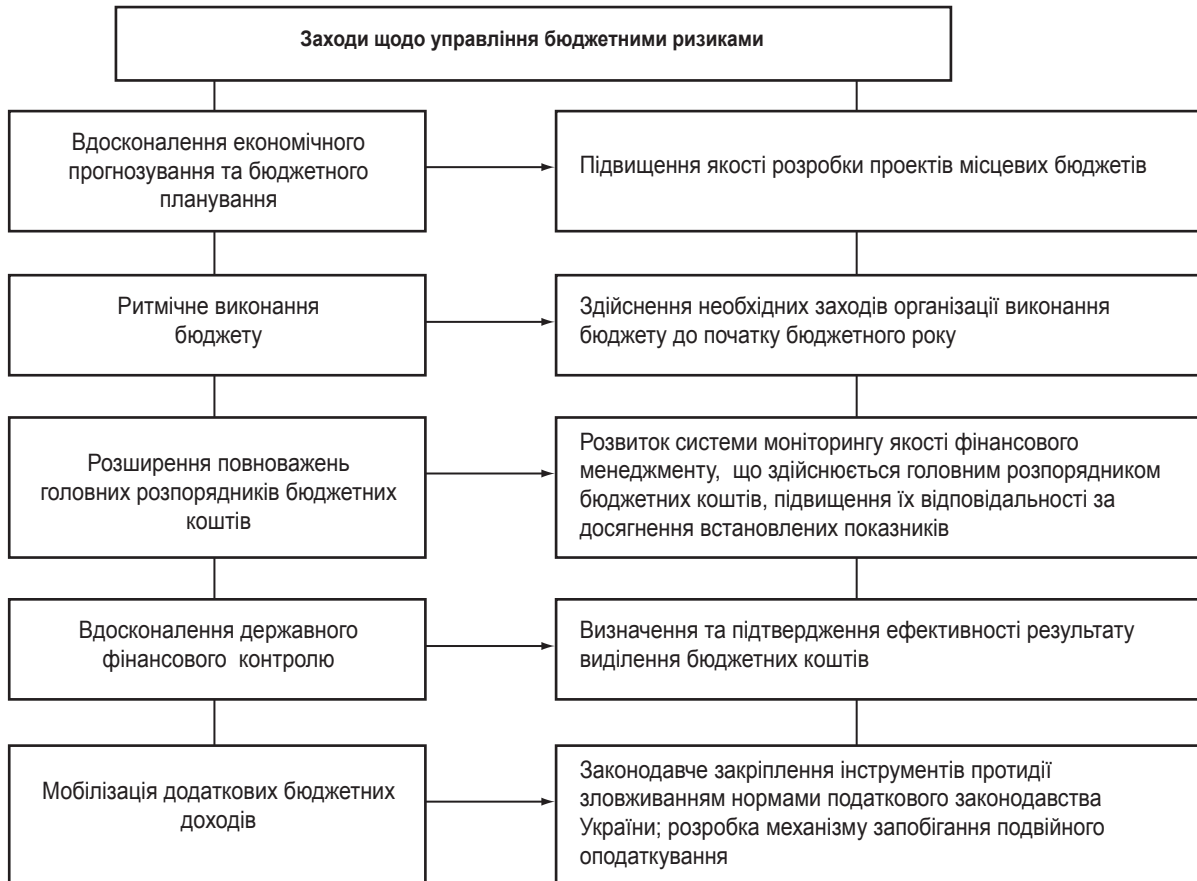 Заходи щодо управління бюджетними ризиками
Вдосконалення економічного
прогнозування та бюджетного
планування
Підвищення якості розробки проектів місцевих бюджетів
Ритмічне виконання
бюджету
Здійснення необхідних заходів організації виконання
бюджету до початку бюджетного року
Розширення повноважень
головних розпорядників бюджетних
коштів
Розвиток системи моніторингу якості фінансового
менеджменту, що здійснюється головним розпорядником
бюджетних коштів, підвищення їх відповідальності за
досягнення встановлених показників
Вдосконалення державного
фінансового контролю
Визначення та підтвердження ефективності результату
виділення бюджетних коштів
Мобілізація додаткових бюджетних
доходів
Законодавче закріплення інструментів протидії
зловживанням нормами податкового законодавства
України; розробка механізму запобігання подвійного
оподаткування